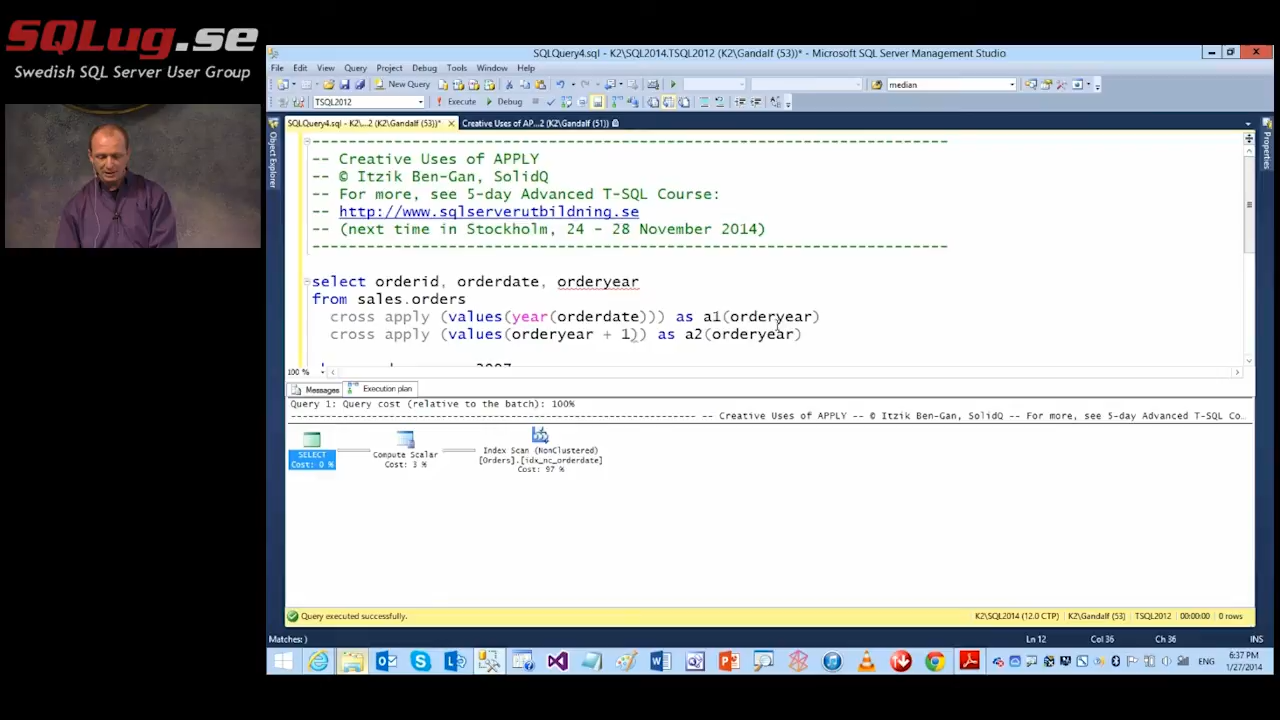 SQLug.se
Swedish SQL Server User Group
SQLQuery4.sql - K2\SQL2014.TSQL2012 (K2\Gandalf (53))* - Microsoft SQL Server Management Studio
File Edit View Query Project Debug Tools Window Help
New Query
median
TSQL2012
Execute
Debug
SQLQuery4.sql - K2\...2 (K2\Gandalf (53))*
Creative Uses of AP...2 (K2\Gandalf (51))
Object Explorer
Properties
-- Creative Uses of APPLY
-- © Itzik Ben-Gan, SolidQ
-- For more, see 5-day Advanced T-SQL Course:
-- http://www.sqlserverutbildning.se
-- (next time in Stockholm, 24 - 28 November 2014)
select orderid, orderdate, orderyear
from sales.orders
cross apply (values(year(orderdate))) as a1(orderyear)
cross apply (values(orderyear + 1)) as a2(orderyear)
100 %
Messages
Execution plan
Query 1: Query cost (relative to the batch): 100%
-- Creative Uses of APPLY -- © Itzik Ben-Gan, SolidQ -- For more, see 5-day Advanced T-SQL Co...
SELECT
Cost: 0 %
Compute Scalar
Cost: 3 %
Index Scan (NonClustered)
[Orders].[idx_nc_orderdate]
Cost: 97 %
Query executed successfully.
K2\SQL2014 (12.0 CTP)
K2\Gandalf (53)
TSQL2012
00:00:00
0 rows
Matches: )
Ln 12
Col 36
Ch 36
INS
ENG
6:37 PM
1/27/2014